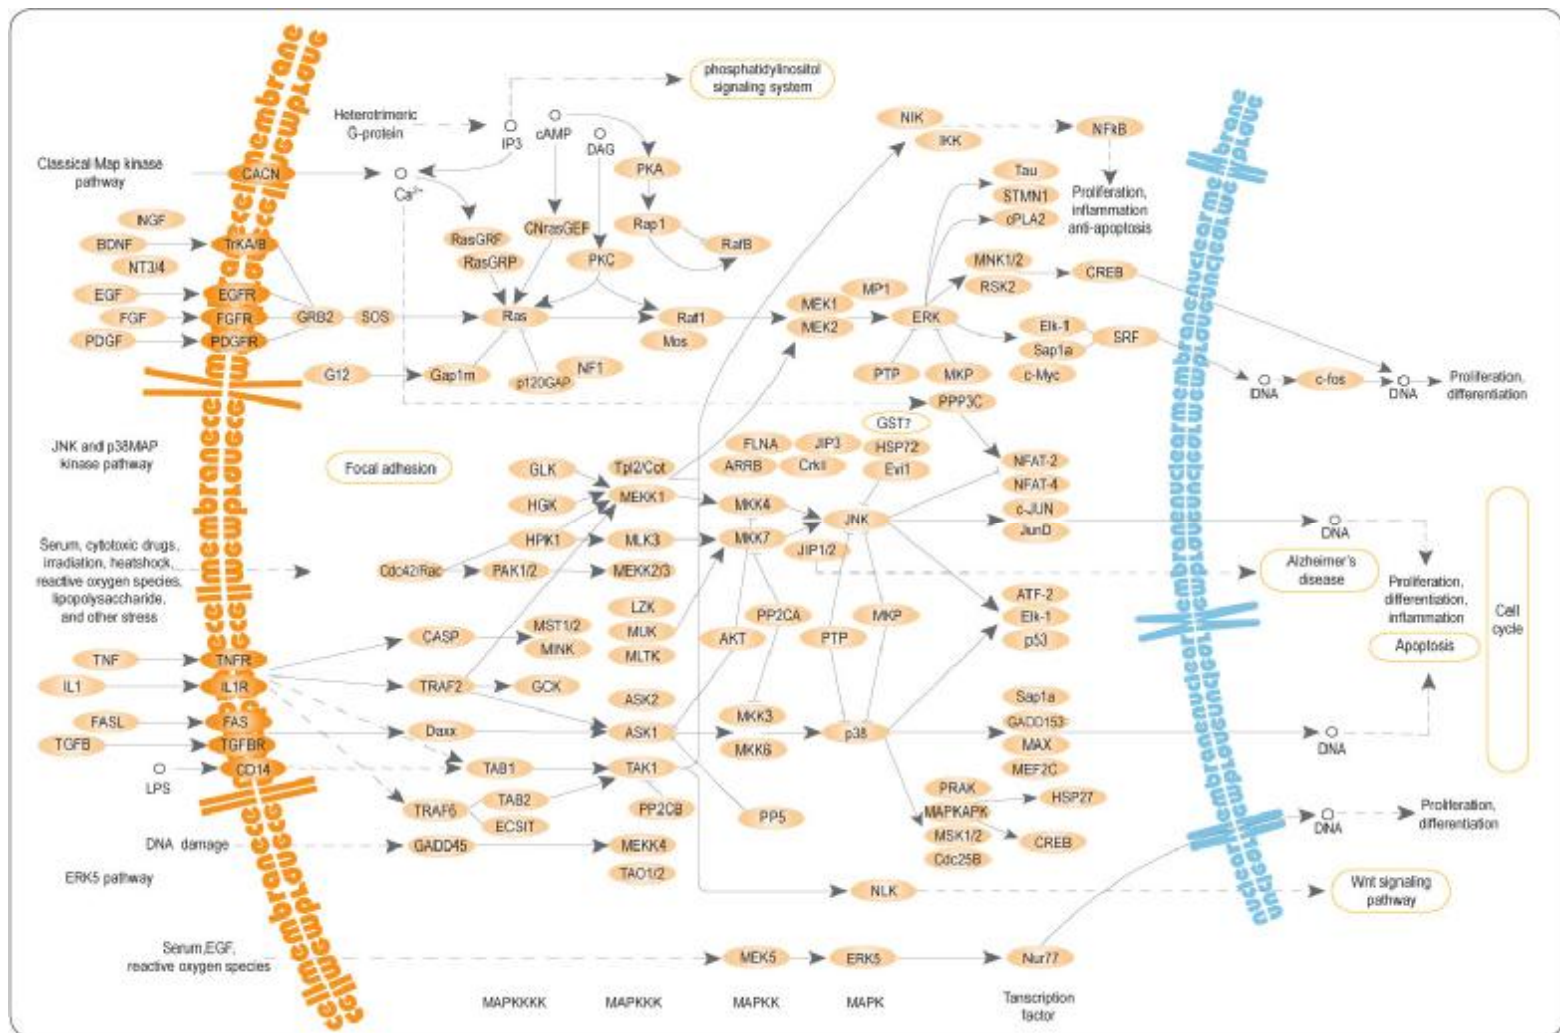 phosphatidylinositol
signaling system
Heterotrimeric
G-protein
IP3
cAMP
DAG
NIK
IKK
NFkB
Classical Map kinase
pathway
CACN
Ca²⁺
PKA
Tau
STMN1
cPLA2
Proliferation,
inflammation
anti-apoptosis
NGF
BDNF
NT3/4
TrKA/B
RasGRF
RasGRP
CNrasGEF
PKC
Rap1
RafB
EGF
EGFR
FGF
FGFR
PDGF
PDGFR
GRB2
SOS
Ras
Raf1
Mos
MEK1
MEK2
MP1
ERK
MNK1/2
RSK2
CREB
Elk-1
Sap1a
c-Myc
SRF
DNA
c-fos
DNA
Proliferation,
differentiation
G12
Gap1m
p120GAP
NF1
PTP
MKP
PPP3C
JNK and p38MAP
kinase pathway
Focal adhesion
GLK
HGK
HPK1
Tpl2/Cot
MEKK1
MLK3
FLNA
ARRB
JIP3
CrkII
GST?
HSP72
Evi1
NFAT-2
NFAT-4
c-JUN
JunD
MKK4
MKK7
JNK
JIP1/2
DNA
Serum, cytotoxic drugs,
irradiation, heatshock,
reactive oxygen species,
lipopolysaccharide,
and other stress
Cdc42/Rac
PAK1/2
MEKK2/3
Alzheimer's
disease
Proliferation,
differentiation,
inflammation
Apoptosis
Cell
cycle
LZK
MUK
MLTK
AKT
PP2CA
PTP
MKP
ATF-2
Elk-1
p53
CASP
MST1/2
MINK
TNF
TNFR
IL1
IL1R
TRAF2
GCK
ASK2
ASK1
FASL
FAS
Daxx
TGFB
TGFBR
MKK3
MKK6
p38
Sap1a
GADD153
MAX
MEF2C
DNA
LPS
CD14
TAB1
TAK1
TRAF6
TAB2
ECSIT
PP2CB
PP5
PRAK
MAPKAPK
MSK1/2
Cdc25B
HSP27
CREB
DNA
Proliferation,
differentiation
DNA damage
GADD45
MEKK4
TAO1/2
ERK5 pathway
NLK
Wnt signaling
pathway
Serum,EGF,
reactive oxygen species
MEK5
ERK5
Nur77
MAPKKKK
MAPKKK
MAPKK
MAPK
Tanscription
factor